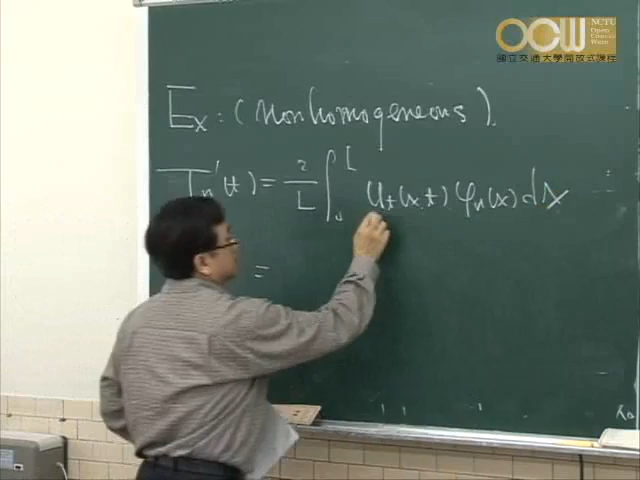 OCW
NCTU
Open
Course
Ware
國立交通大學開放式課程
Ex: (nonhomogeneous).
Tn'(t) = 2/L ∫₀ᴸ Ut(x,t) φn(x) dx
=